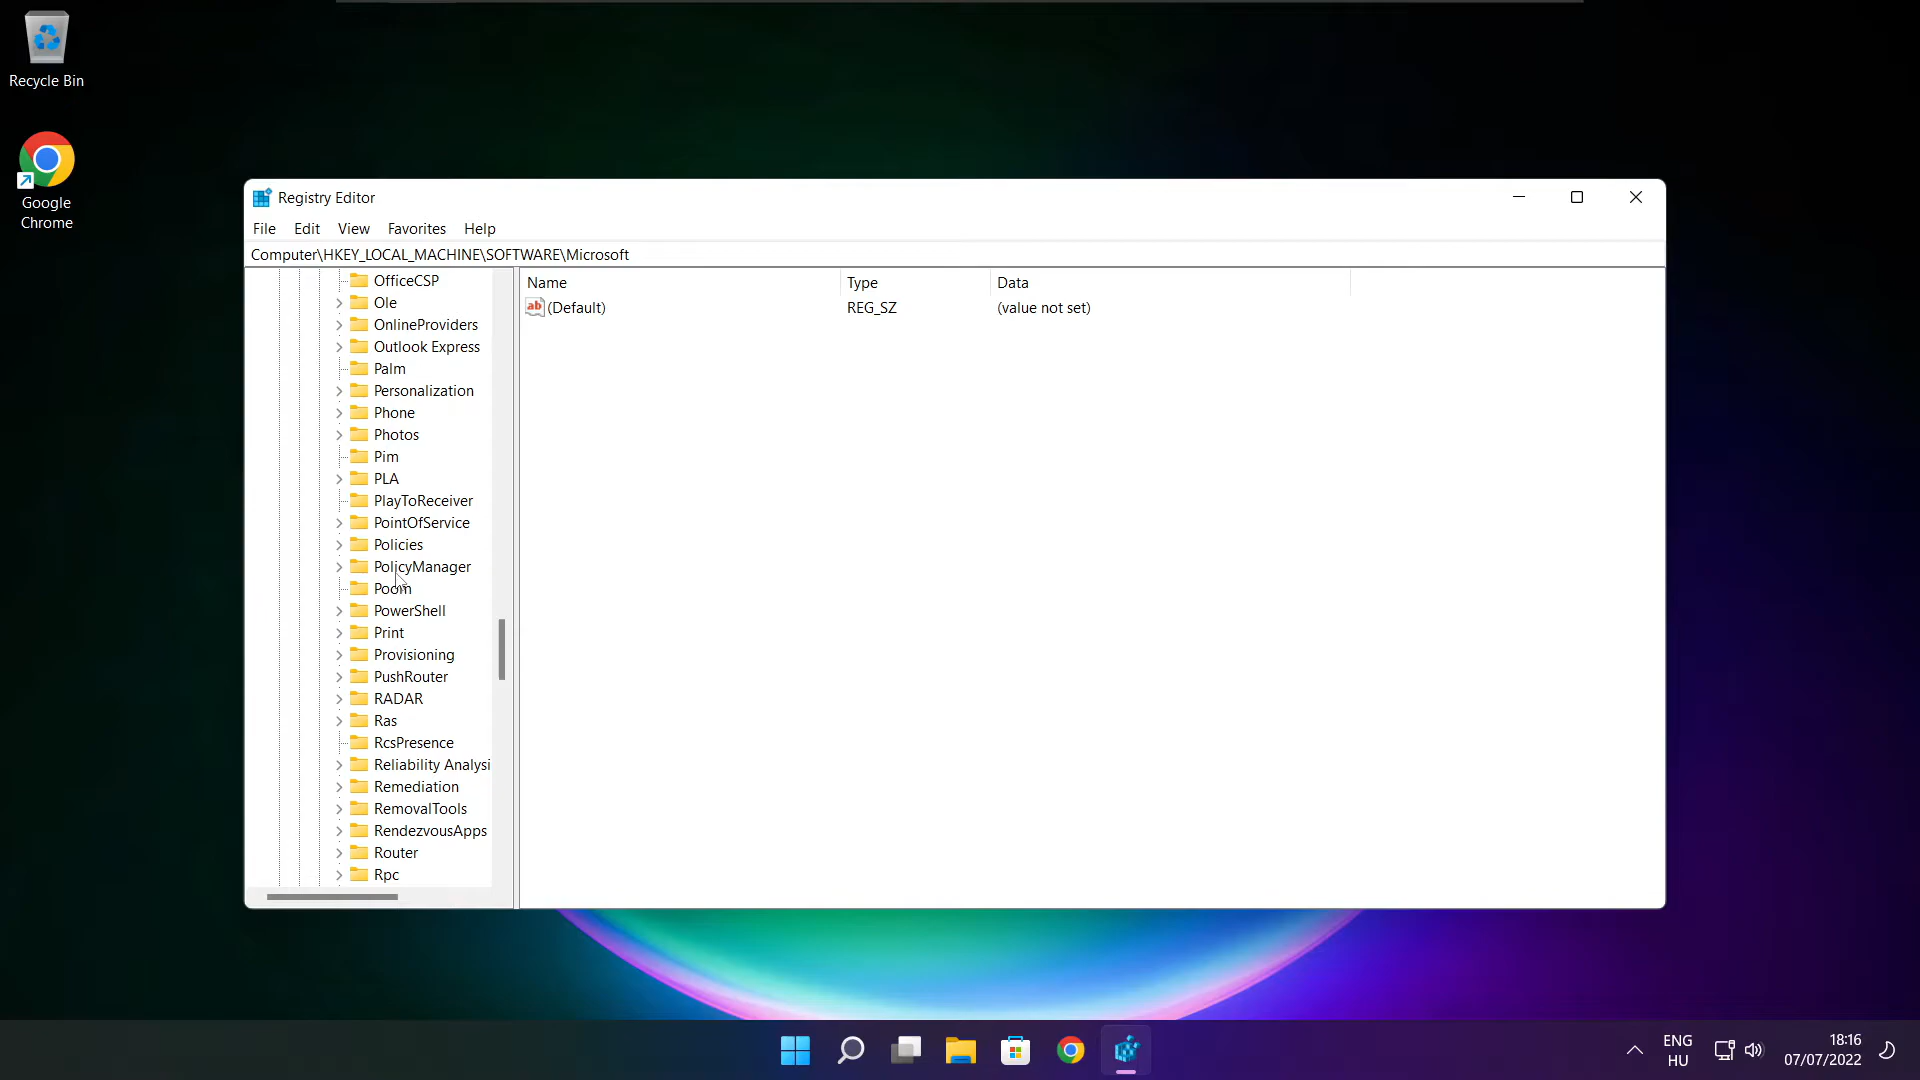 Recycle Bin
Google
Chrome
Registry Editor
File Edit View Favorites Help
Computer\HKEY_LOCAL_MACHINE\SOFTWARE\Microsoft
OfficeCSP
Ole
OnlineProviders
Outlook Express
Palm
Personalization
Phone
Photos
Pim
PLA
PlayToReceiver
PointOfService
Policies
PolicyManager
Poom
PowerShell
Print
Provisioning
PushRouter
RADAR
Ras
RcsPresence
Reliability Analysi
Remediation
RemovalTools
RendezvousApps
Router
Rpc
Name Type Data
ab (Default) REG_SZ (value not set)
ENG
HU
18:16
07/07/2022